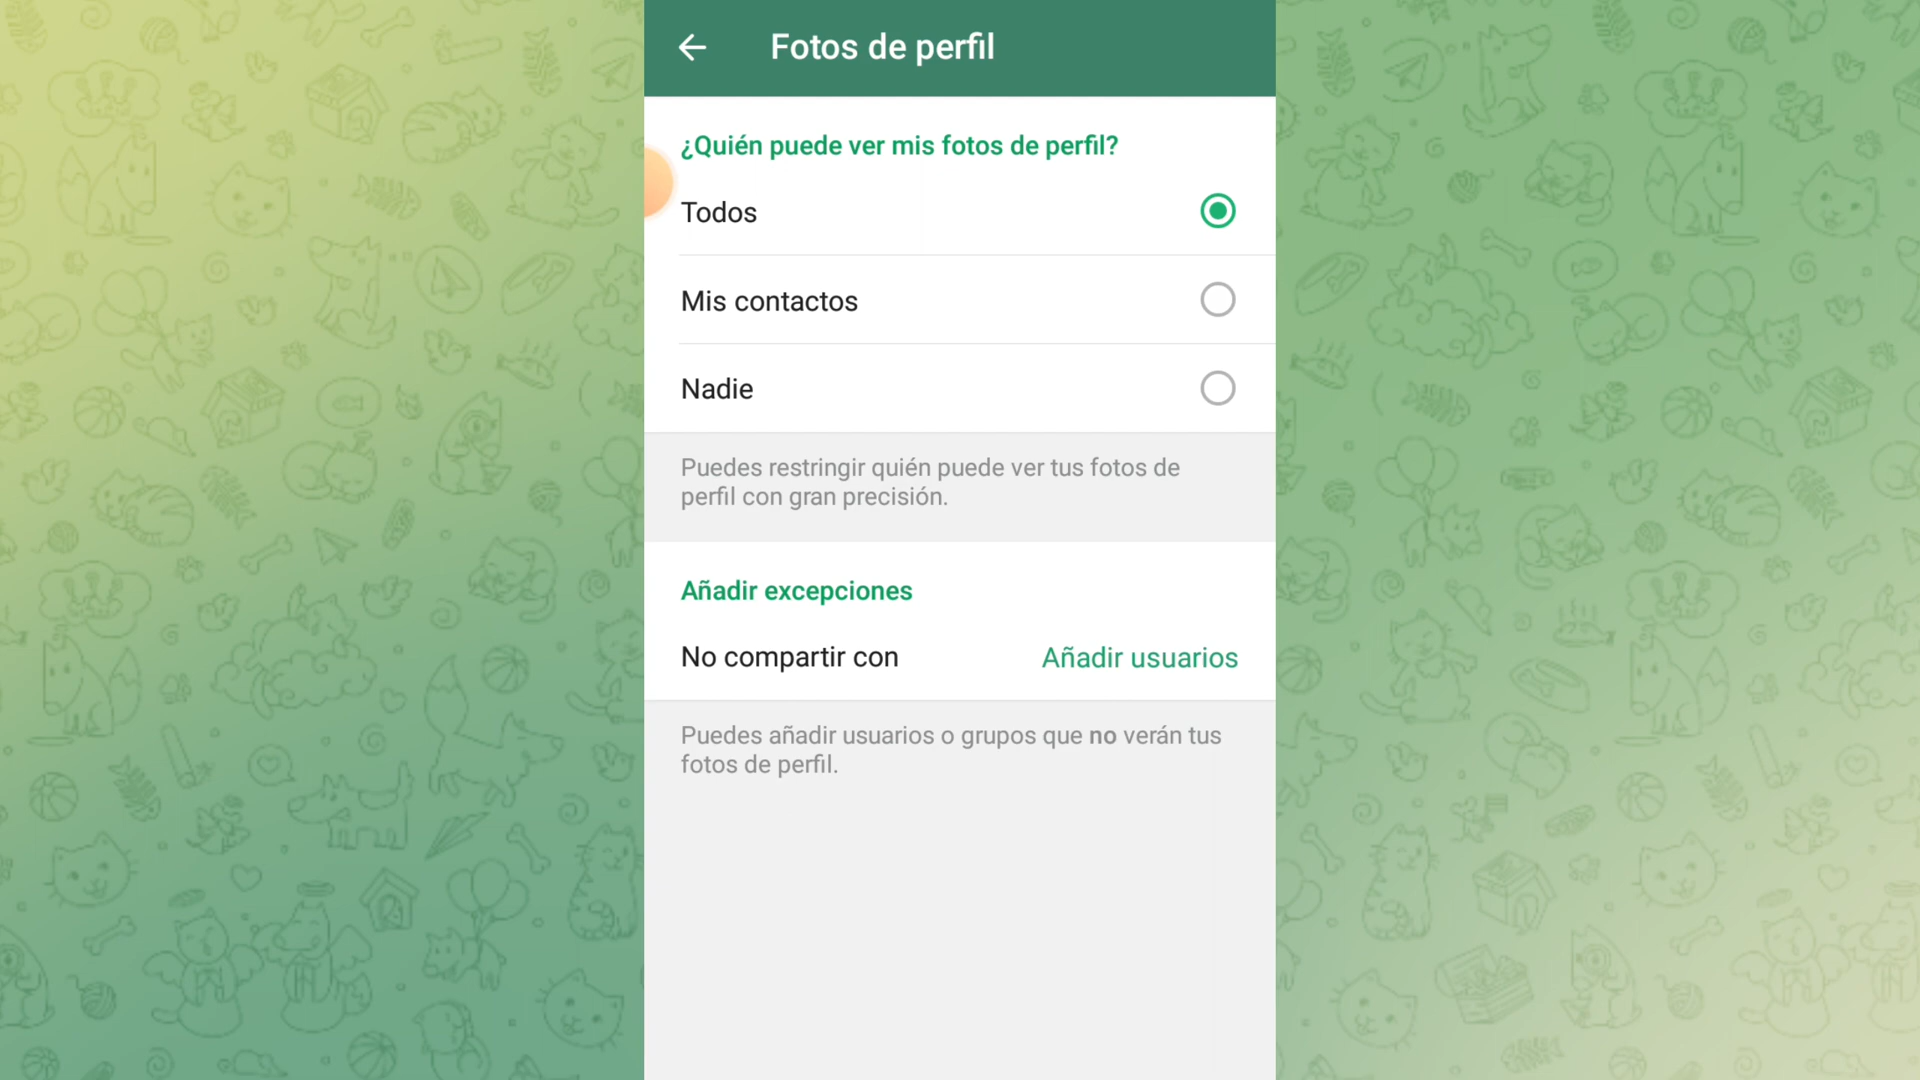 Fotos de perfil
¿Quién puede ver mis fotos de perfil?
Todos
Mis contactos
Nadie
Puedes restringir quién puede ver tus fotos de
perfil con gran precisión.
Añadir excepciones
No compartir con Añadir usuarios
Puedes añadir usuarios o grupos que no verán tus
fotos de perfil.